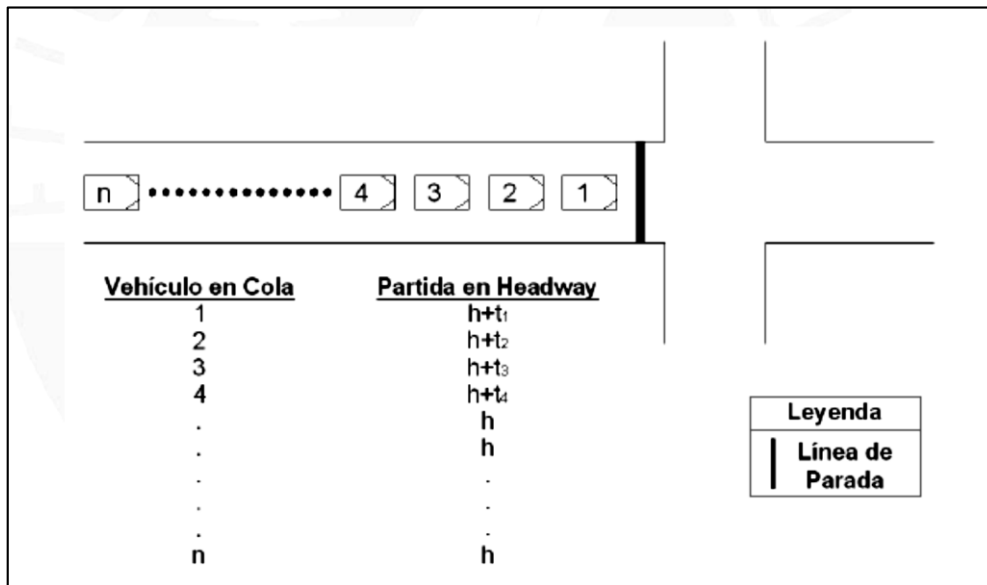 n 4 3 2 1
Vehículo en Cola Partida en Headway
1 h+t₁
2 h+t₂
3 h+t₃
4 h+t₄
. h
. h
. .
. .
. .
n h
Leyenda
Línea de
Parada